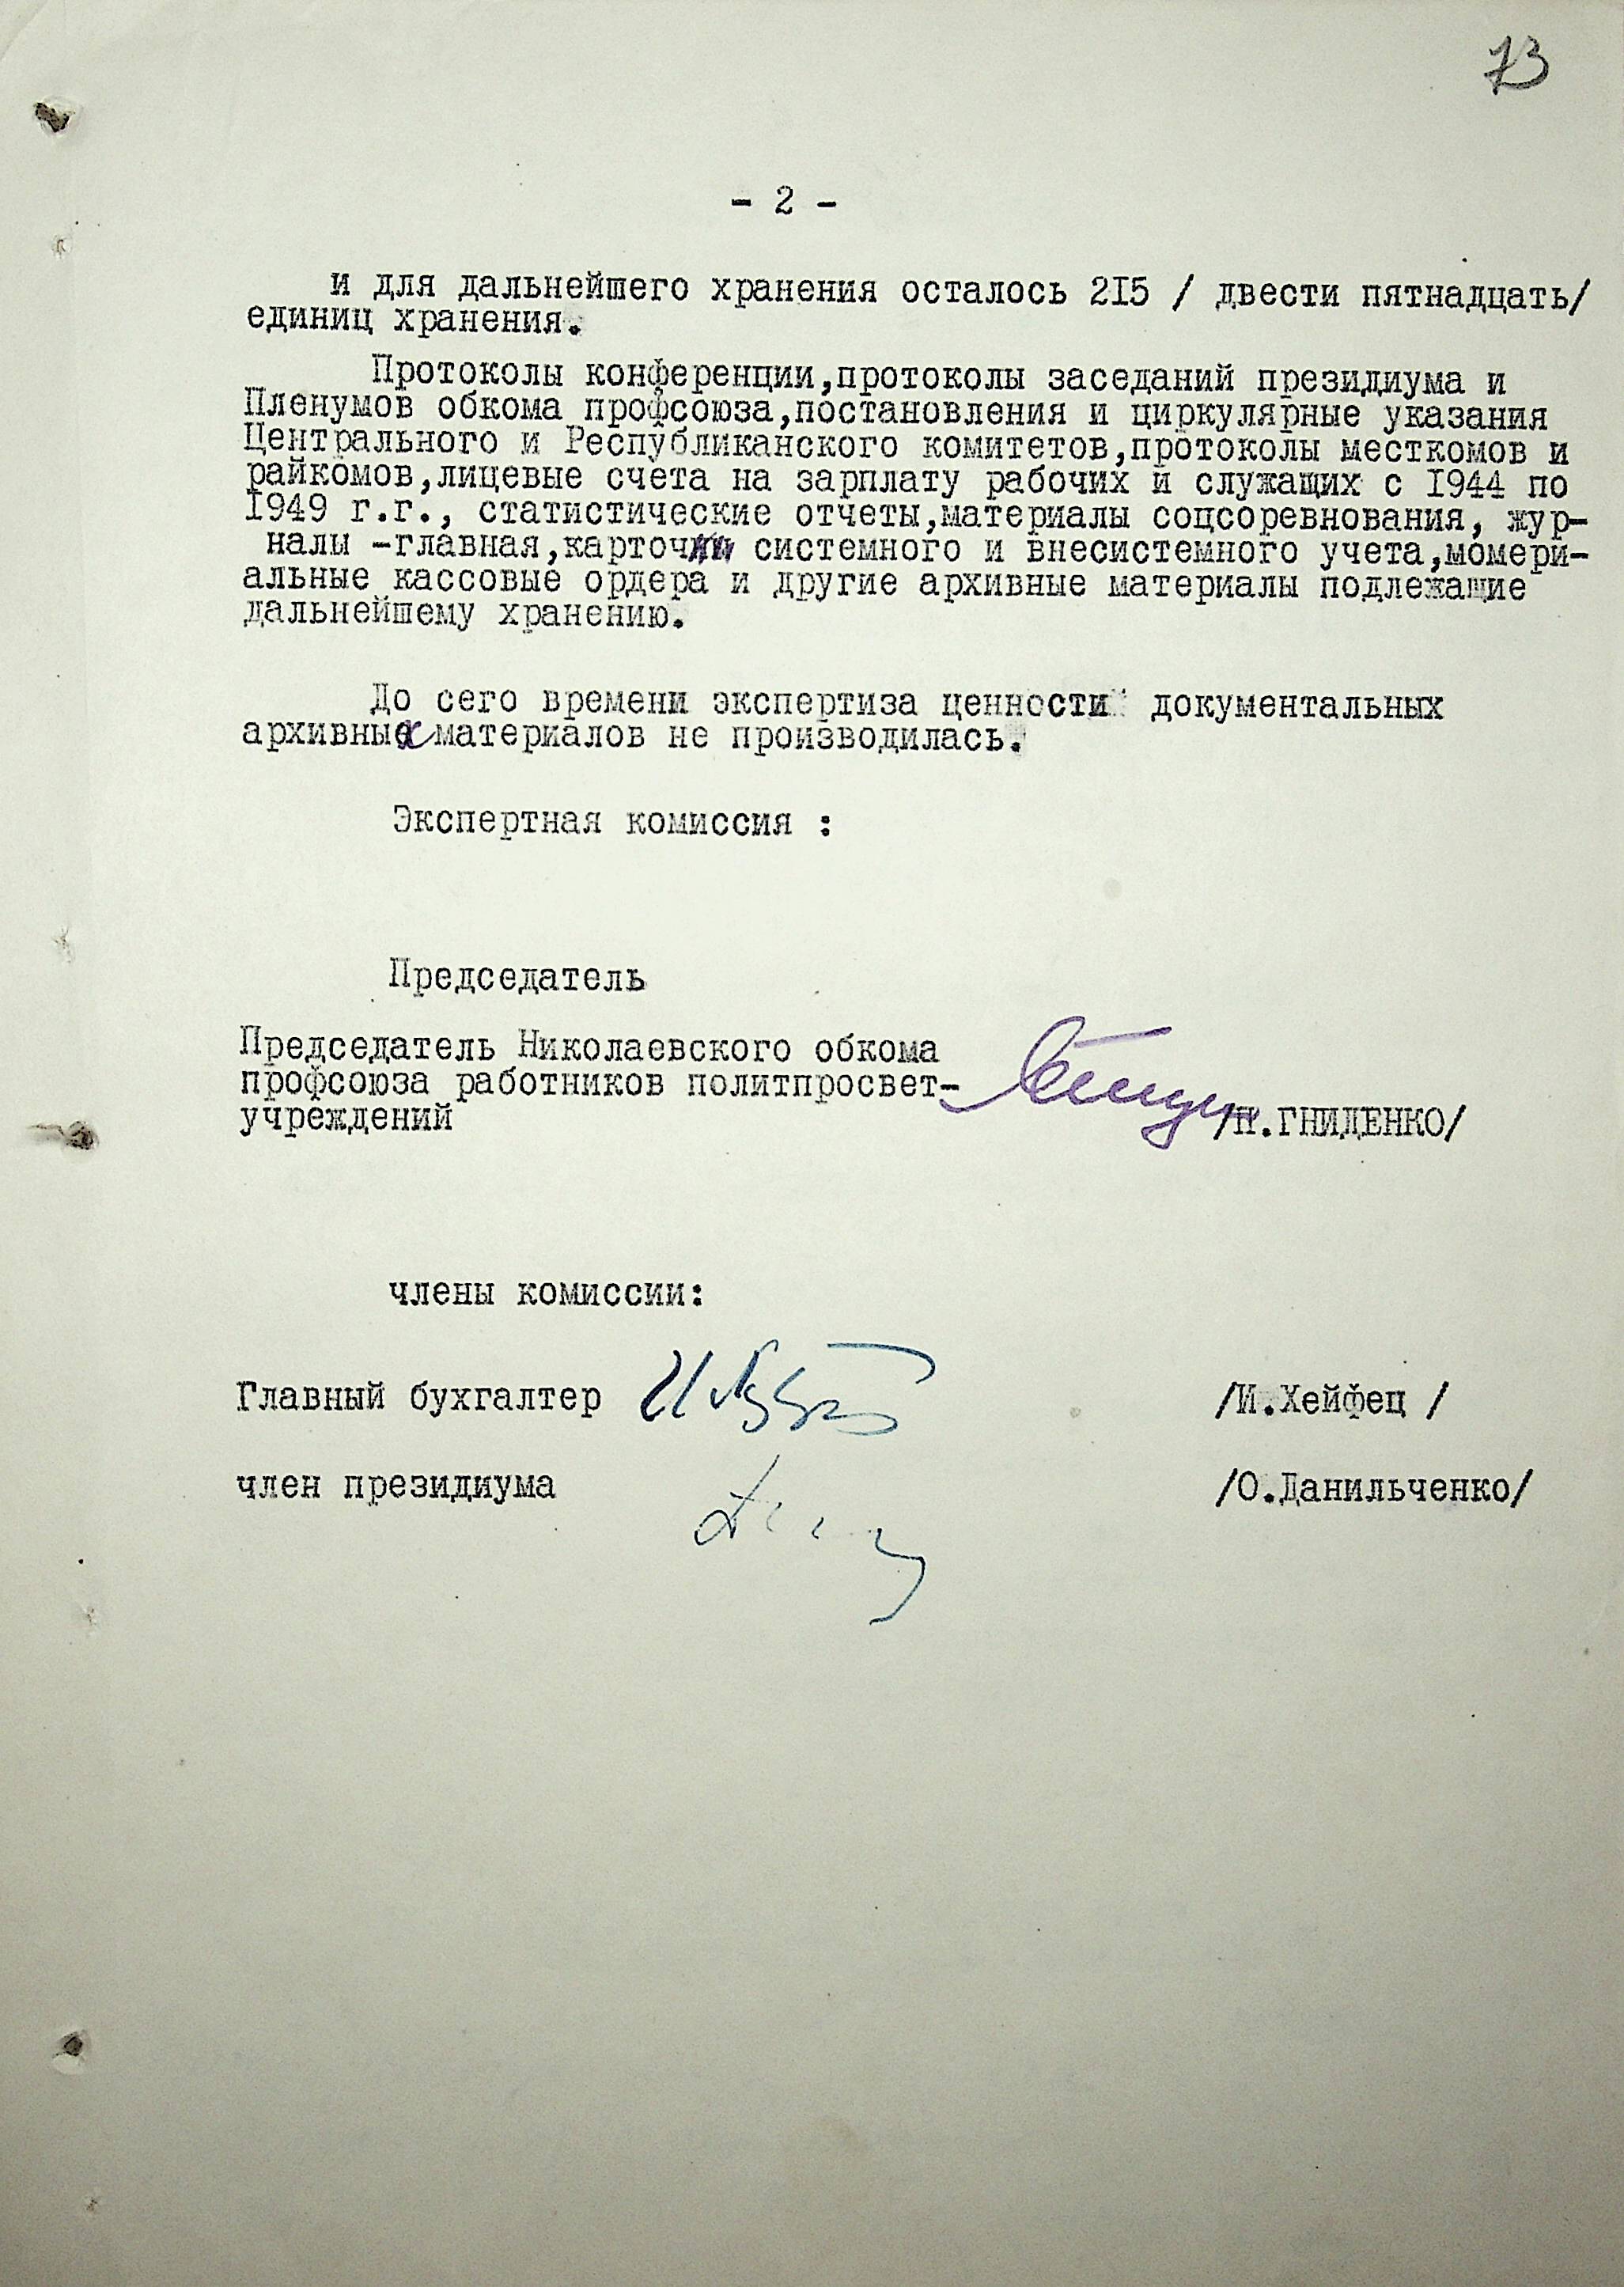 73
- 2 -
и для дальнейшего хранения осталось 2I5 / двести пятнадцать/
единиц хранения.
Протоколы конференции,протоколы заседаний президиума и
Пленумов обкома профсоюза,постановления и циркулярные указания
Центрального и Республиканского комитетов,протоколы месткомов и
райкомов,лицевые счета на зарплату рабочих и служащих с I944 по
I949 г.г., статистические отчеты,материалы соцсоревнования, жур-
налы -главная,карточки системного и внесистемного учета,момери-
альные кассовые ордера и другие архивные материалы подлежащие
дальнейшему хранению.
До сего времени экспертиза ценности документальных
архивных материалов не производилась.
Экспертная комиссия :
Председатель
Председатель Николаевского обкома
профсоюза работников политпросвет-
учреждений /П.ГНИДЕНКО/
члены комиссии:
Главный бухгалтер /И.Хейфец /
член президиума /О.Данильченко/